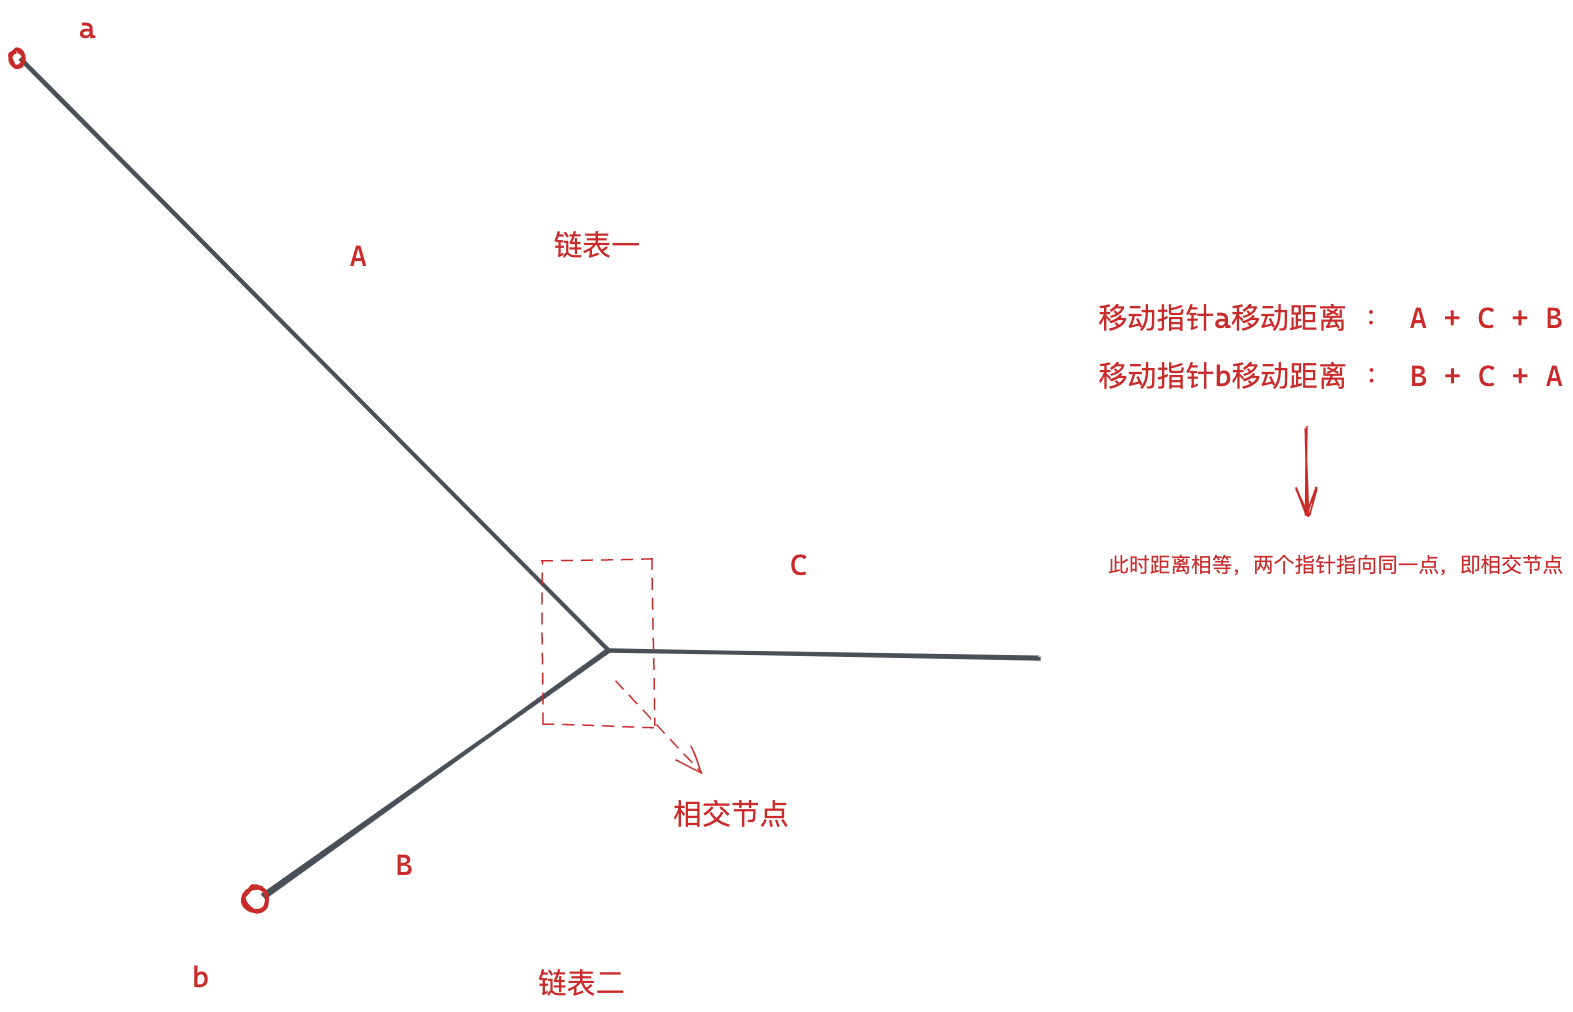 a
A
链表一
移动指针a移动距离 ： A + C + B
移动指针b移动距离 ： B + C + A
C
此时距离相等，两个指针指向同一点，即相交节点
相交节点
B
b
链表二